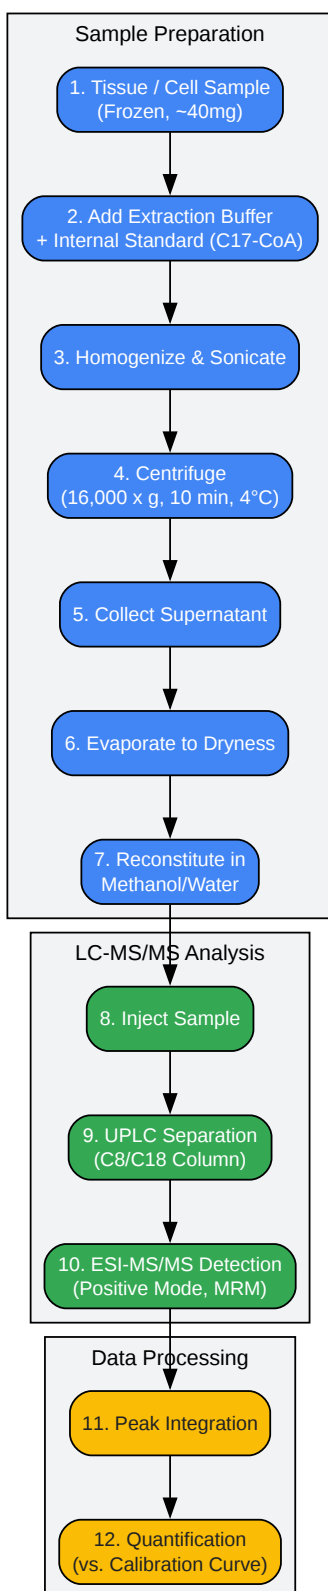 Sample Preparation
1. Tissue / Cell Sample
(Frozen, ~40mg)
2. Add Extraction Buffer
+ Internal Standard (C17-CoA)
3. Homogenize & Sonicate
4. Centrifuge
(16,000 x g, 10 min, 4°C)
5. Collect Supernatant
6. Evaporate to Dryness
7. Reconstitute in
Methanol/Water
LC-MS/MS Analysis
8. Inject Sample
9. UPLC Separation
(C8/C18 Column)
10. ESI-MS/MS Detection
(Positive Mode, MRM)
Data Processing
11. Peak Integration
12. Quantification
(vs. Calibration Curve)